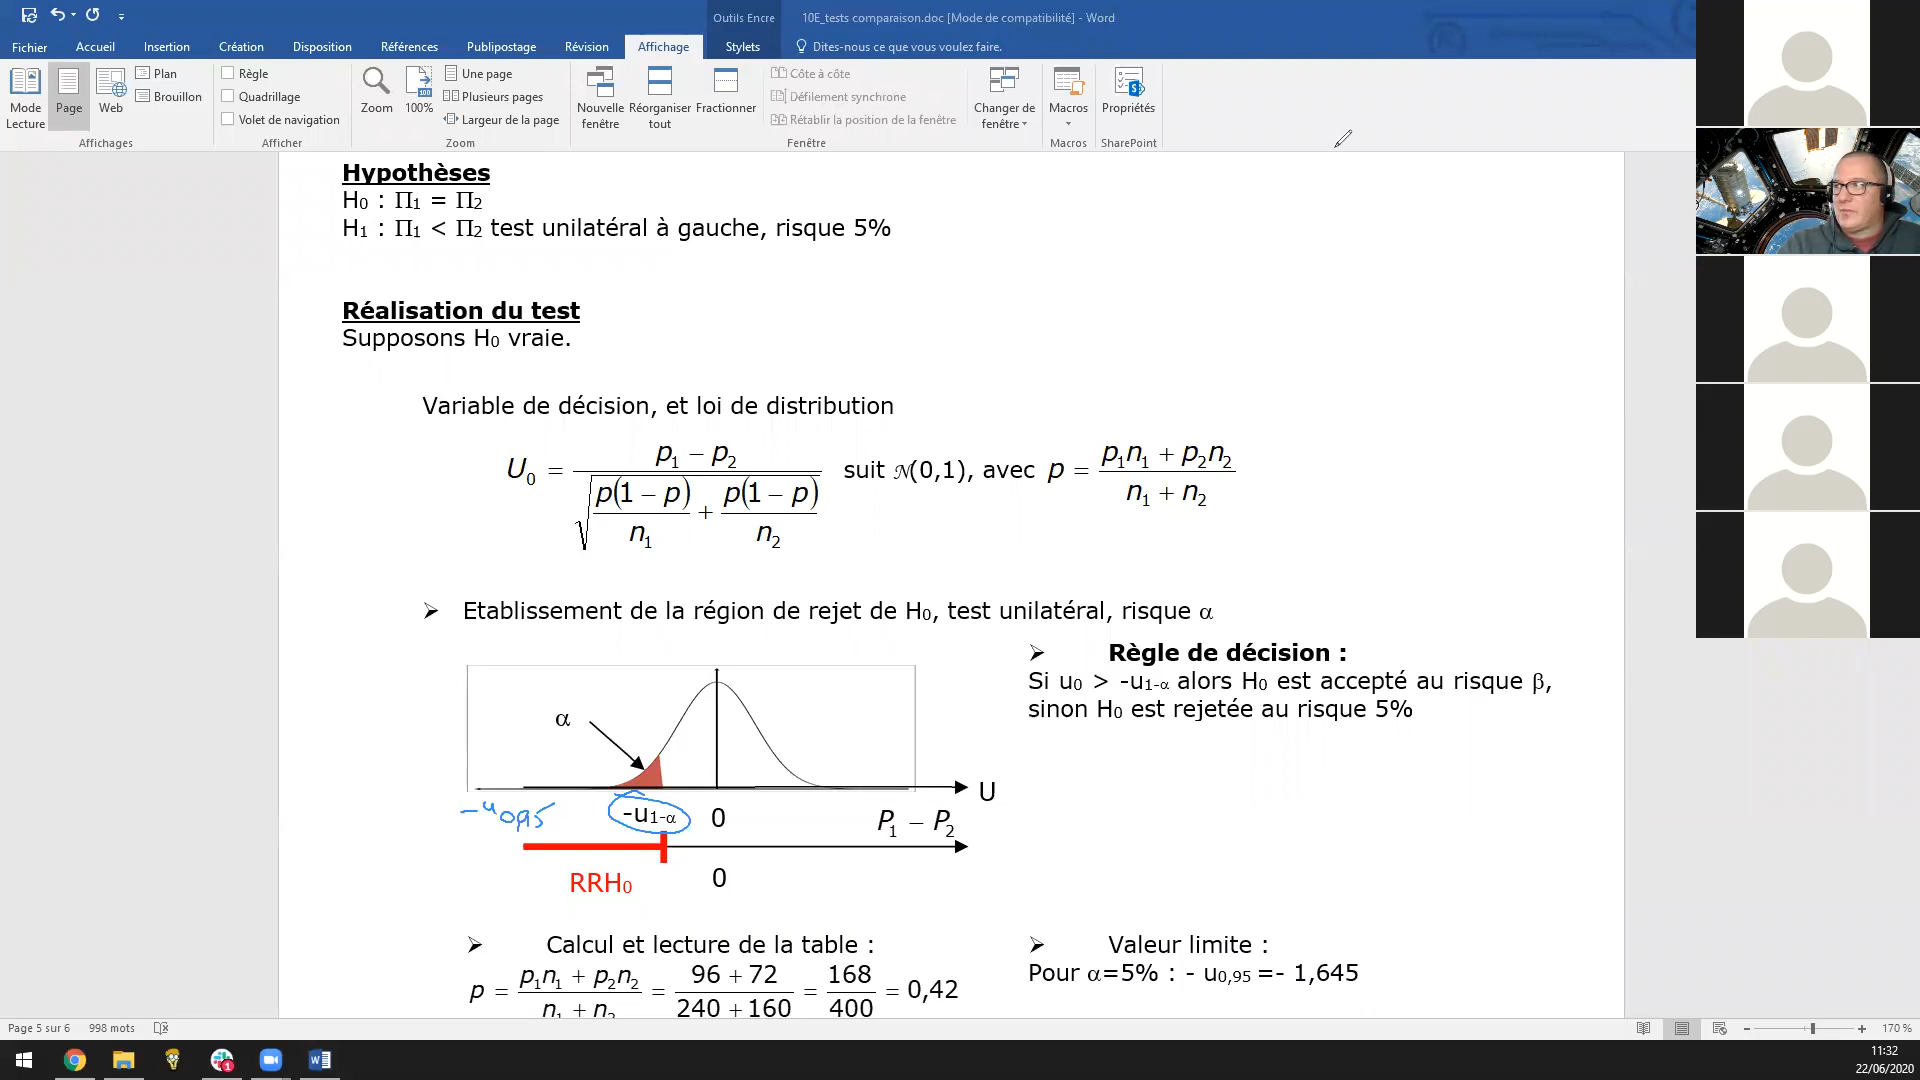 Outils Encre
10E_tests comparaison.doc [Mode de compatibilité] - Word
Fichier Accueil Insertion Création Disposition Références Publipostage Révision Affichage Stylets Dites-nous ce que vous voulez faire.
Mode Lecture
Page
Web
Plan
Brouillon
Affichages
Règle
Quadrillage
Volet de navigation
Afficher
Zoom
100%
Une page
Plusieurs pages
Largeur de la page
Zoom
Nouvelle fenêtre
Réorganiser tout
Fractionner
Côte à côte
Défilement synchrone
Rétablir la position de la fenêtre
Changer de fenêtre
Fenêtre
Macros
Macros
Propriétés
SharePoint
Hypothèses
H0 : Π1 = Π2
H1 : Π1 < Π2 test unilatéral à gauche, risque 5%
Réalisation du test
Supposons H0 vraie.
Variable de décision, et loi de distribution
U0 = (p1 − p2) / √(p(1 − p)/n1 + p(1 − p)/n2) suit 𝒩(0,1), avec p = (p1n1 + p2n2) / (n1 + n2)
➢ Etablissement de la région de rejet de H0, test unilatéral, risque α
➢ Règle de décision :
Si u0 > -u1-α alors H0 est accepté au risque β,
sinon H0 est rejetée au risque 5%
α
U
-u0,95
-u1-α
0
P1 − P2
RRH0
0
➢ Calcul et lecture de la table :
p = (p1n1 + p2n2) / (n1 + n2) = (96 + 72) / (240 + 160) = 168 / 400 = 0,42
➢ Valeur limite :
Pour α=5% : - u0,95 =- 1,645
Page 5 sur 6 998 mots
170 %
1
11:32
22/06/2020